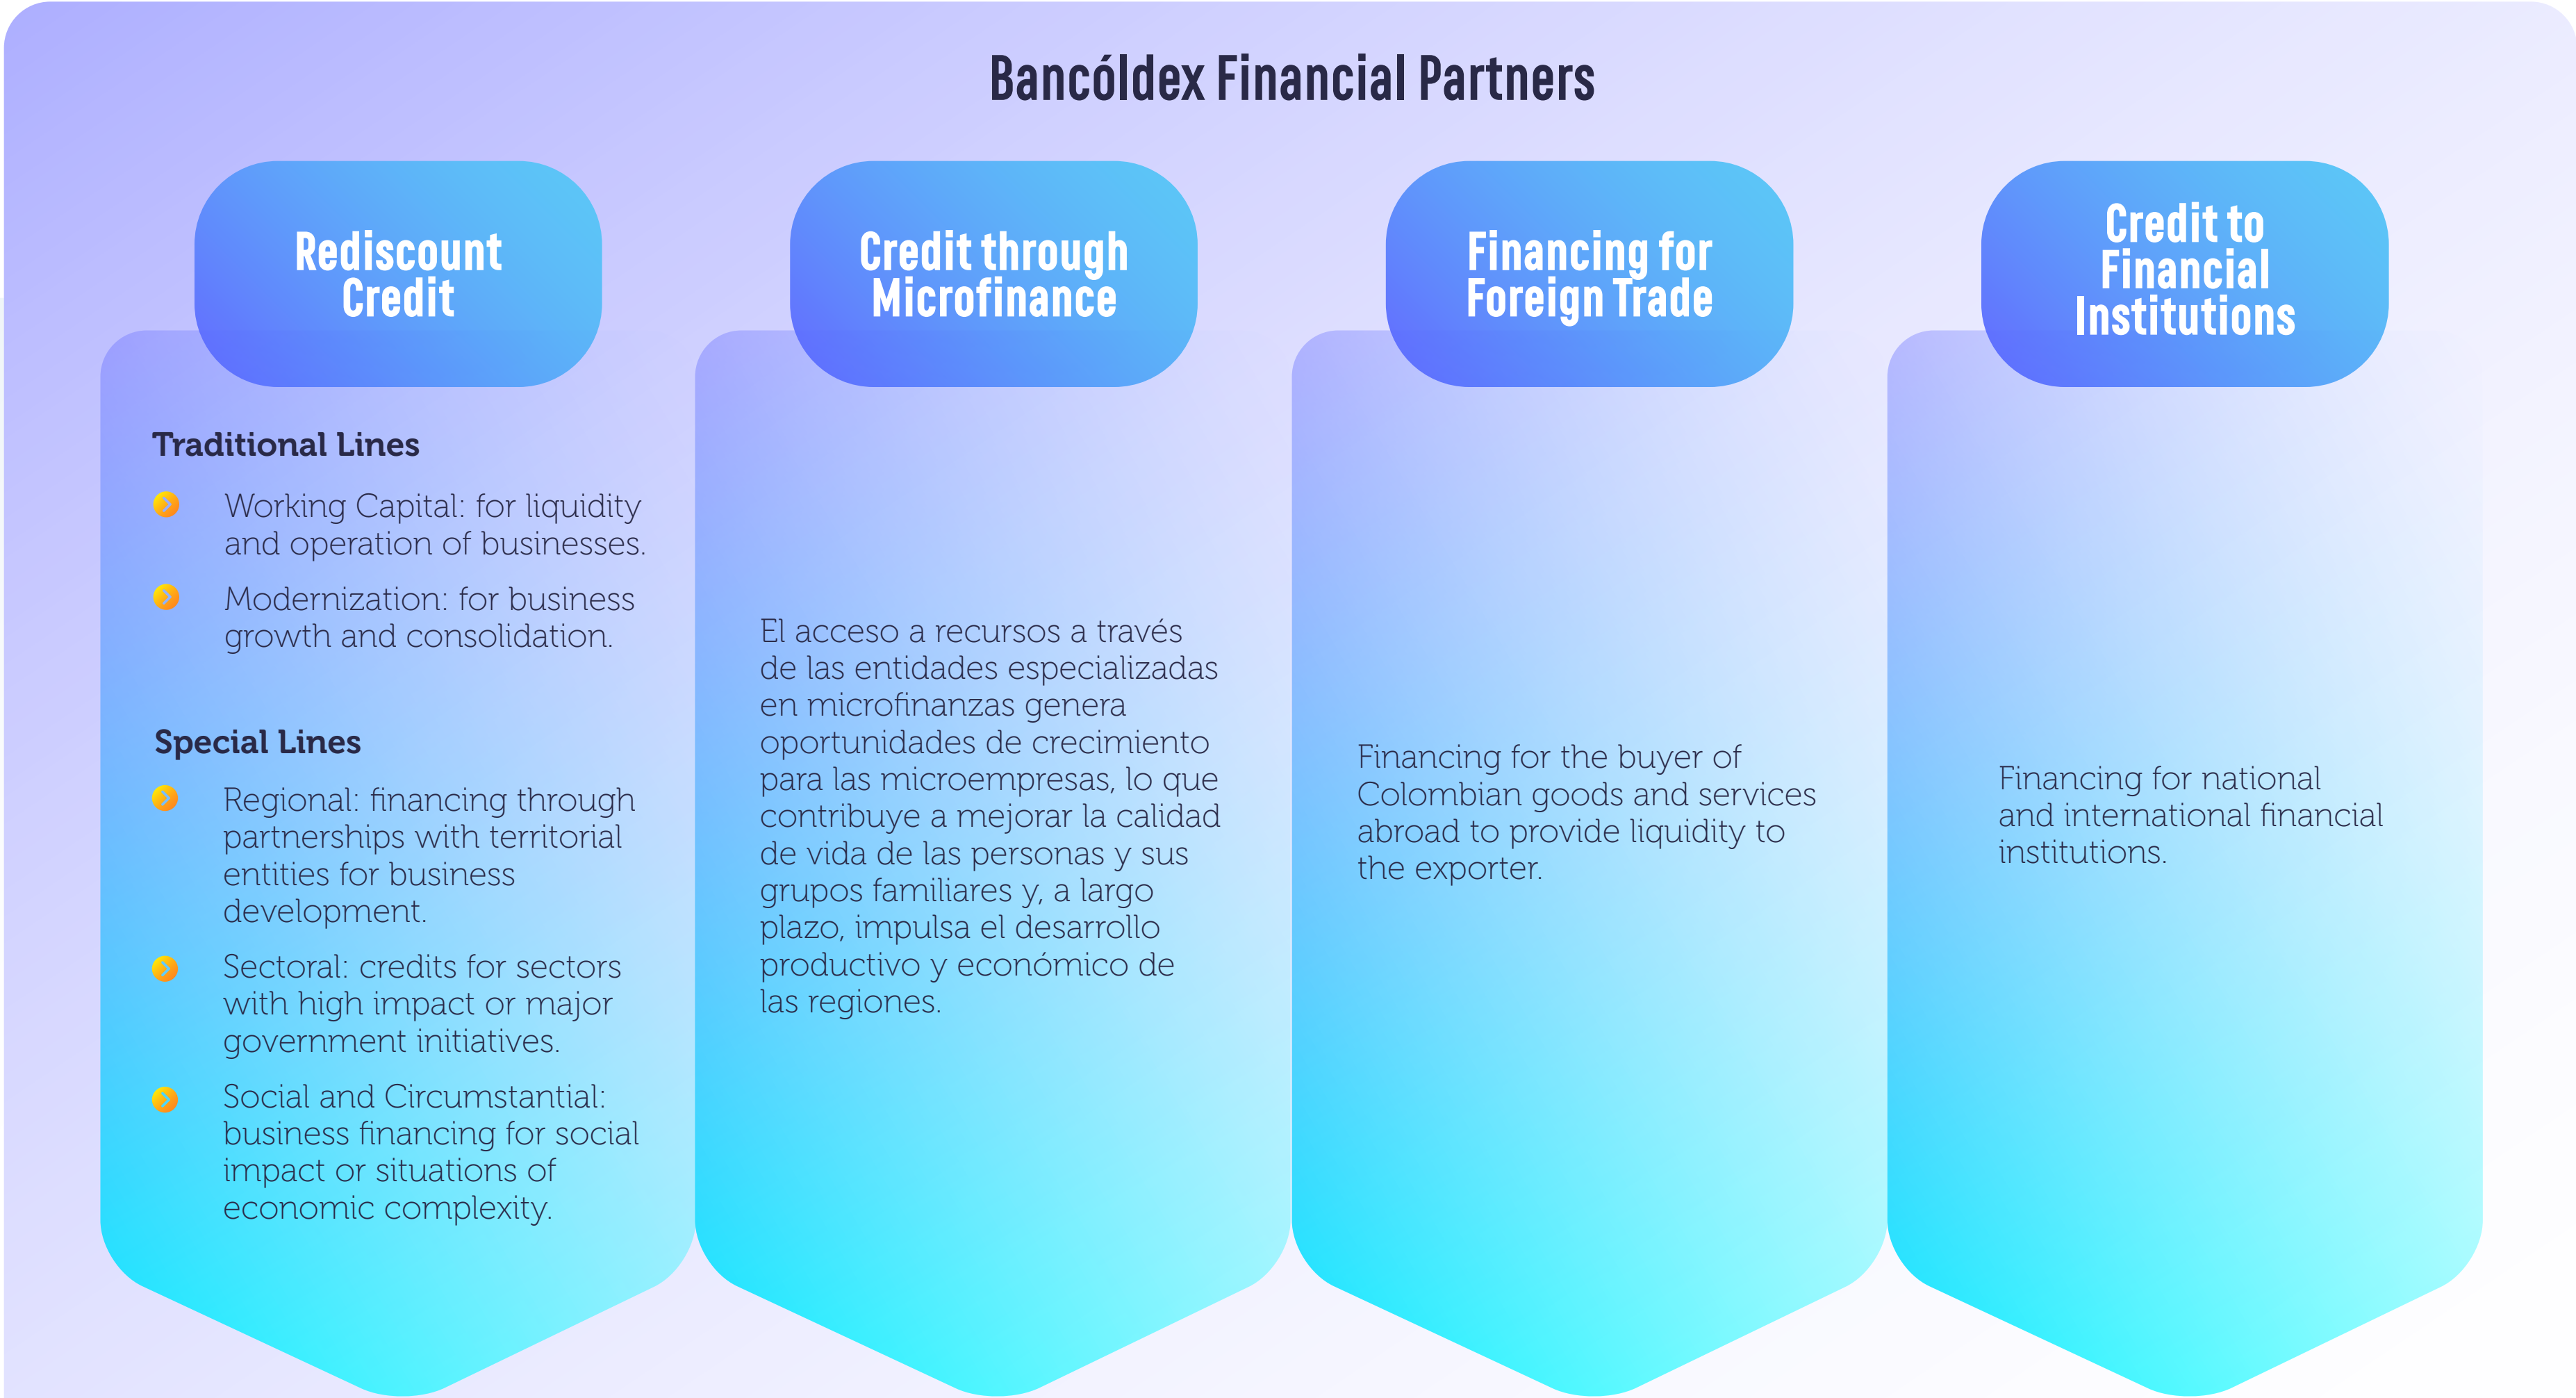 Bancóldex Financial Partners
Rediscount
Credit
Traditional Lines
Working Capital: for liquidity
and operation of businesses.
Modernization: for business
growth and consolidation.
Special Lines
Regional: financing through
partnerships with territorial
entities for business
development.
Sectoral: credits for sectors
with high impact or major
government initiatives.
Social and Circumstantial:
business financing for social
impact or situations of
economic complexity.
Credit through
Microfinance
El acceso a recursos a través
de las entidades especializadas
en microfinanzas genera
oportunidades de crecimiento
para las microempresas, lo que
contribuye a mejorar la calidad
de vida de las personas y sus
grupos familiares y, a largo
plazo, impulsa el desarrollo
productivo y económico de
las regiones.
Financing for
Foreign Trade
Financing for the buyer of
Colombian goods and services
abroad to provide liquidity to
the exporter.
Credit to
Financial
Institutions
Financing for national
and international financial
institutions.